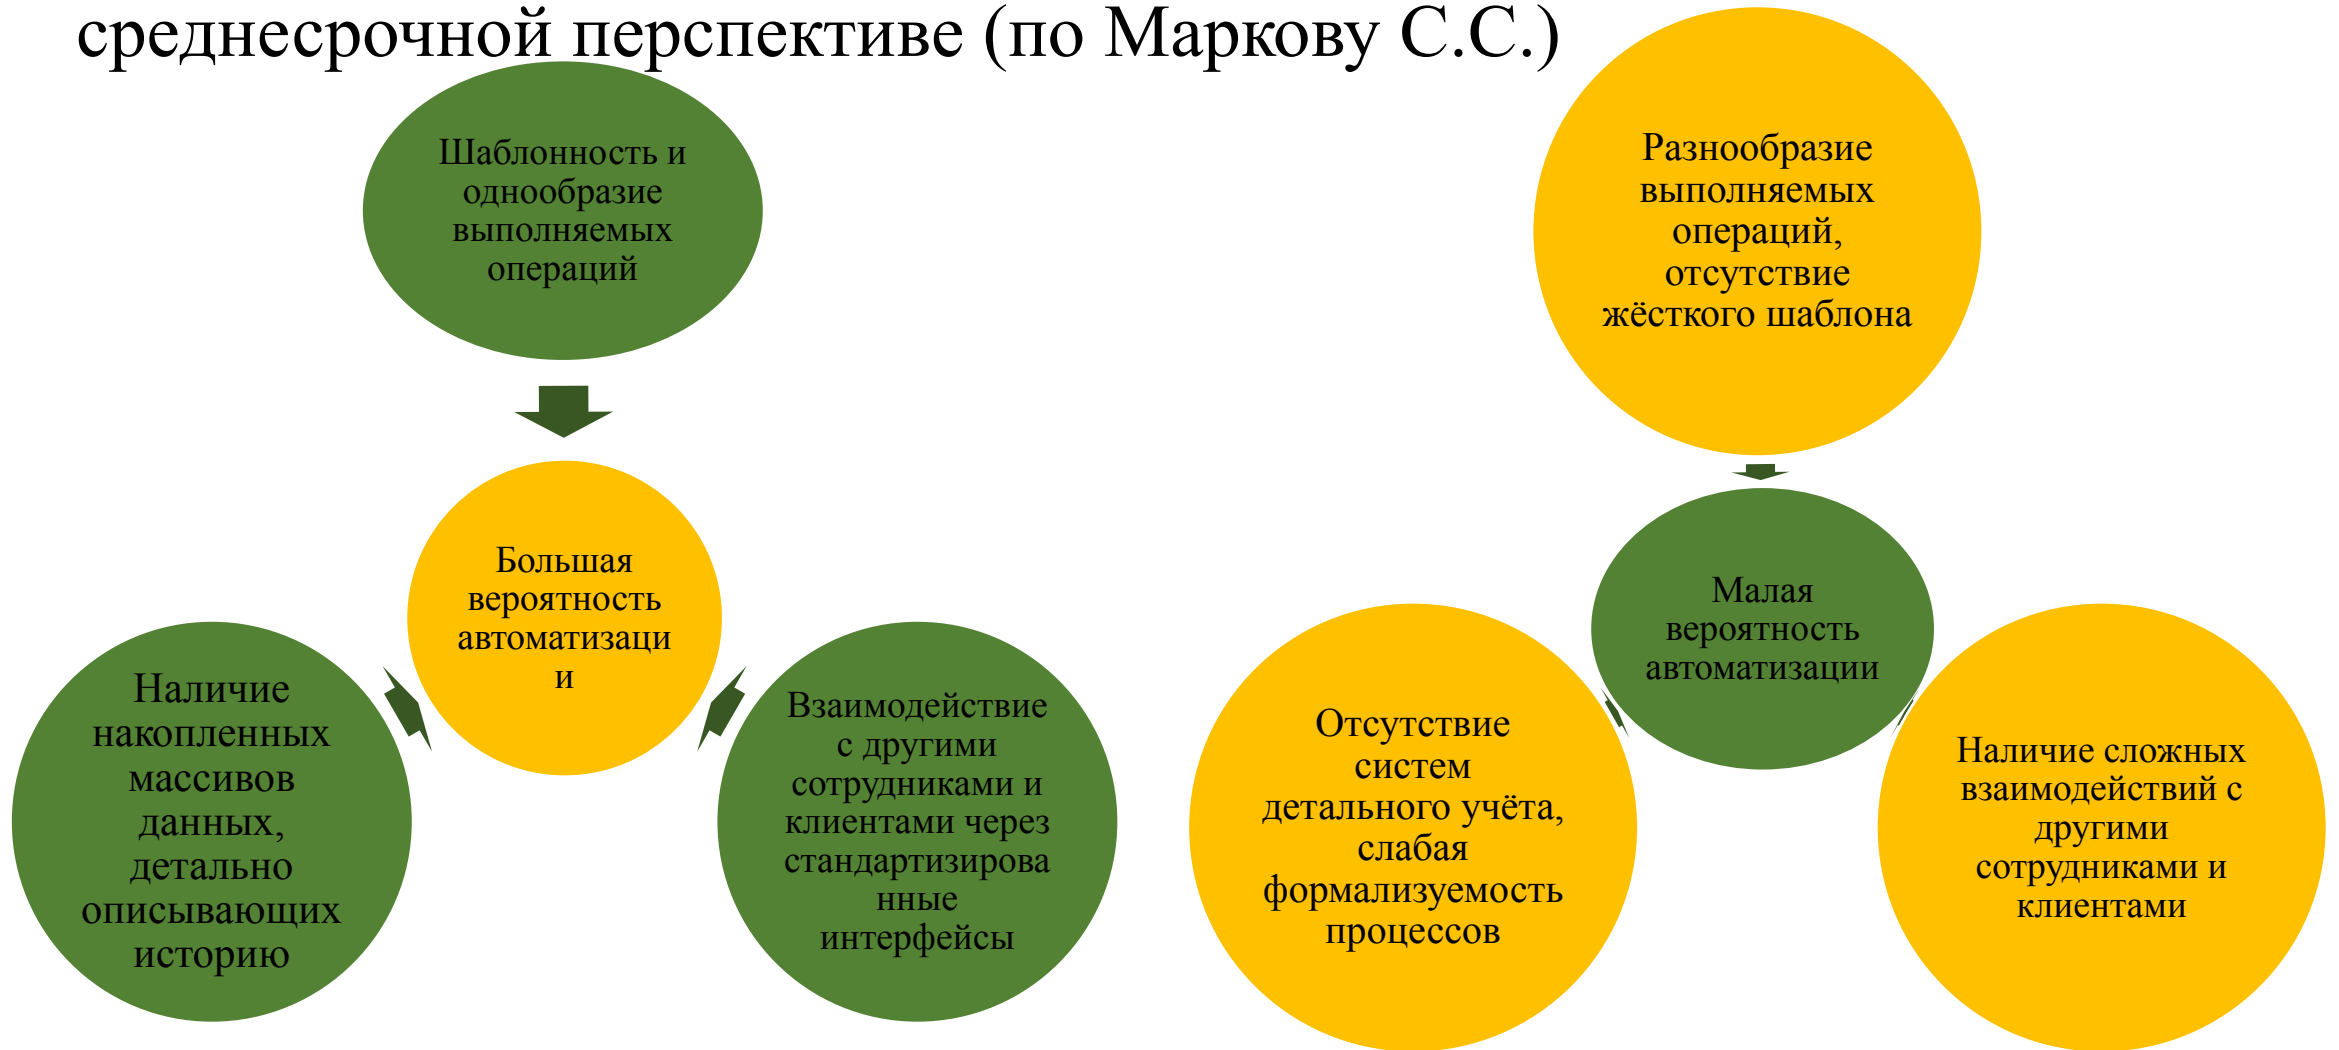 среднесрочной перспективе (по Маркову С.С.)
Шаблонность и
однообразие
выполняемых
операций
Большая
вероятность
автоматизаци
и
Наличие
накопленных
массивов
данных,
детально
описывающих
историю
Взаимодействие
с другими
сотрудниками и
клиентами через
стандартизирова
нные
интерфейсы
Разнообразие
выполняемых
операций,
отсутствие
жёсткого шаблона
Малая
вероятность
автоматизации
Отсутствие
систем
детального учёта,
слабая
формализуемость
процессов
Наличие сложных
взаимодействий с
другими
сотрудниками и
клиентами